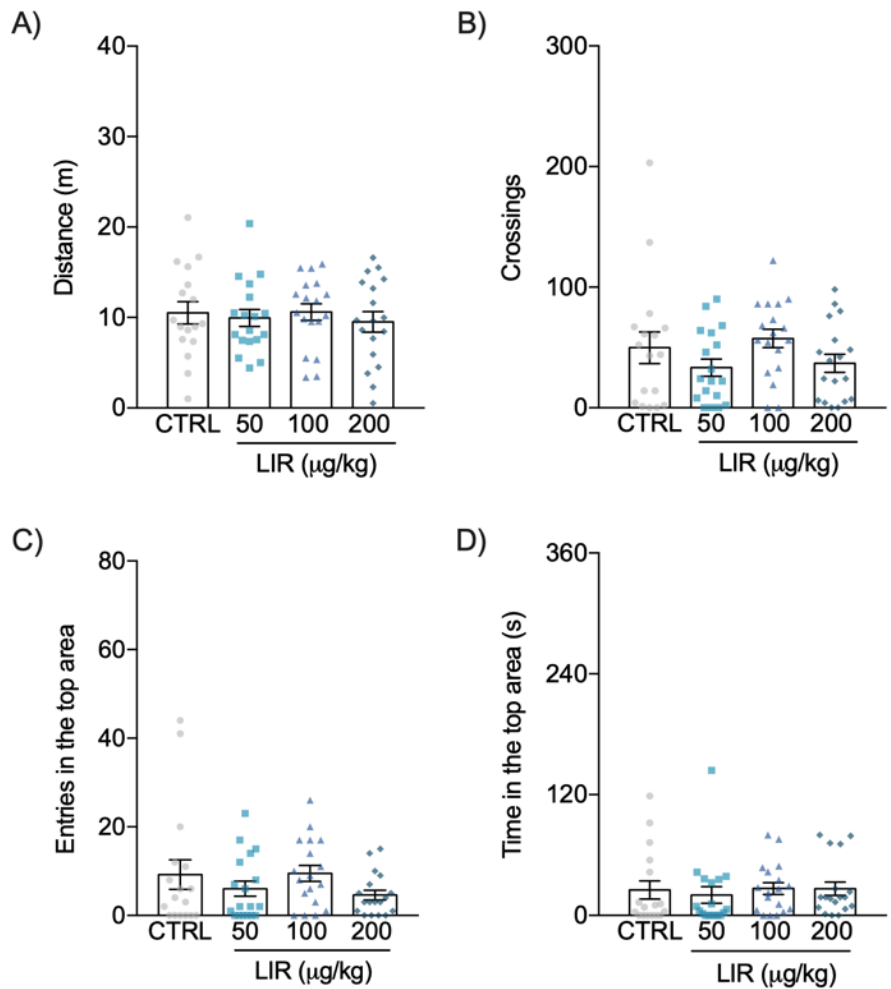 A)
40
30
20
10
0
Distance (m)
CTRL 50 100 200
LIR (μg/kg)
B)
300
200
100
0
Crossings
CTRL 50 100 200
LIR (μg/kg)
C)
80
60
40
20
0
Entries in the top area
CTRL 50 100 200
LIR (μg/kg)
D)
360
240
120
0
Time in the top area (s)
CTRL 50 100 200
LIR (μg/kg)